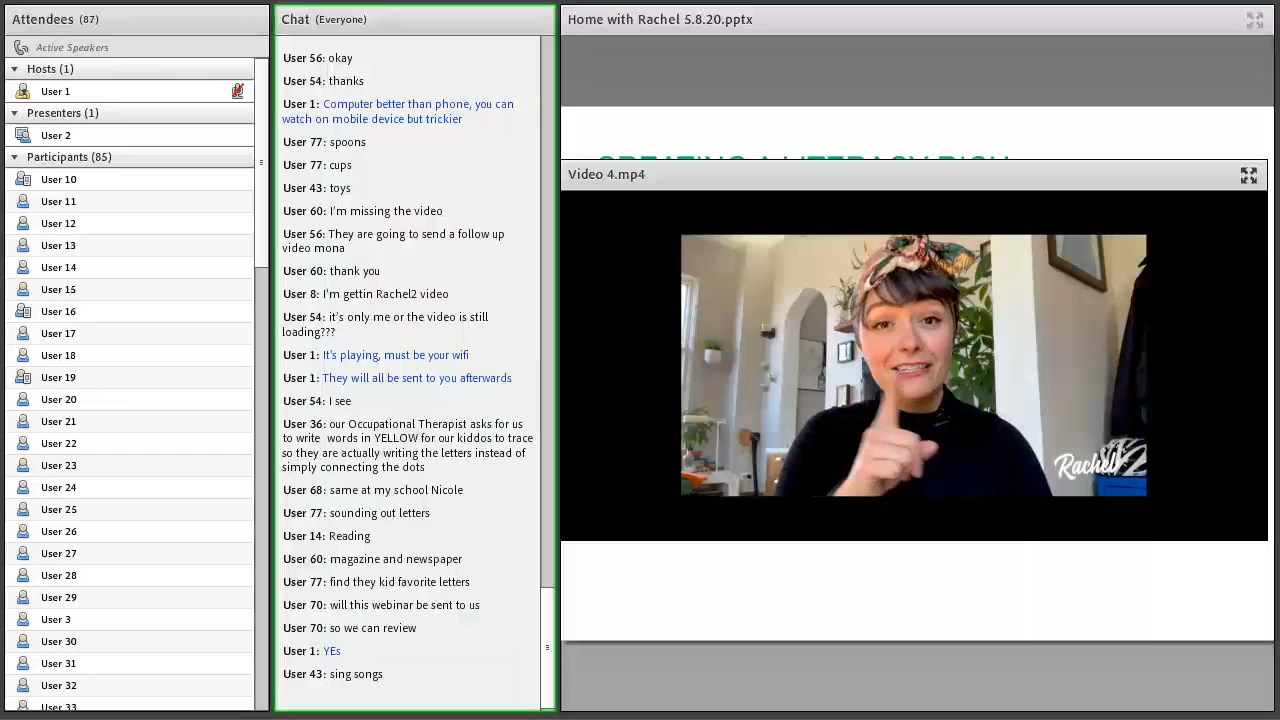 Attendees (87)
Active Speakers
Hosts (1)
User 1
Presenters (1)
User 2
Participants (85)
User 10
User 11
User 12
User 13
User 14
User 15
User 16
User 17
User 18
User 19
User 20
User 21
User 22
User 23
User 24
User 25
User 26
User 27
User 28
User 29
User 3
User 30
User 31
User 32
User 33
Chat (Everyone)
User 56: okay
User 54: thanks
User 1: Computer better than phone, you can
watch on mobile device but trickier
User 77: spoons
User 77: cups
User 43: toys
User 60: I'm missing the video
User 56: They are going to send a follow up
video mona
User 60: thank you
User 8: I'm gettin Rachel2 video
User 54: it's only me or the video is still
loading???
User 1: It's playing, must be your wifi
User 1: They will all be sent to you afterwards
User 54: I see
User 36: our Occupational Therapist asks for us
to write words in YELLOW for our kiddos to trace
so they are actually writing the letters instead of
simply connecting the dots
User 68: same at my school Nicole
User 77: sounding out letters
User 14: Reading
User 60: magazine and newspaper
User 77: find they kid favorite letters
User 70: will this webinar be sent to us
User 70: so we can review
User 1: YEs
User 43: sing songs
Home with Rachel 5.8.20.pptx
CREATING A LITERACY RICH
Video 4.mp4
Rachel